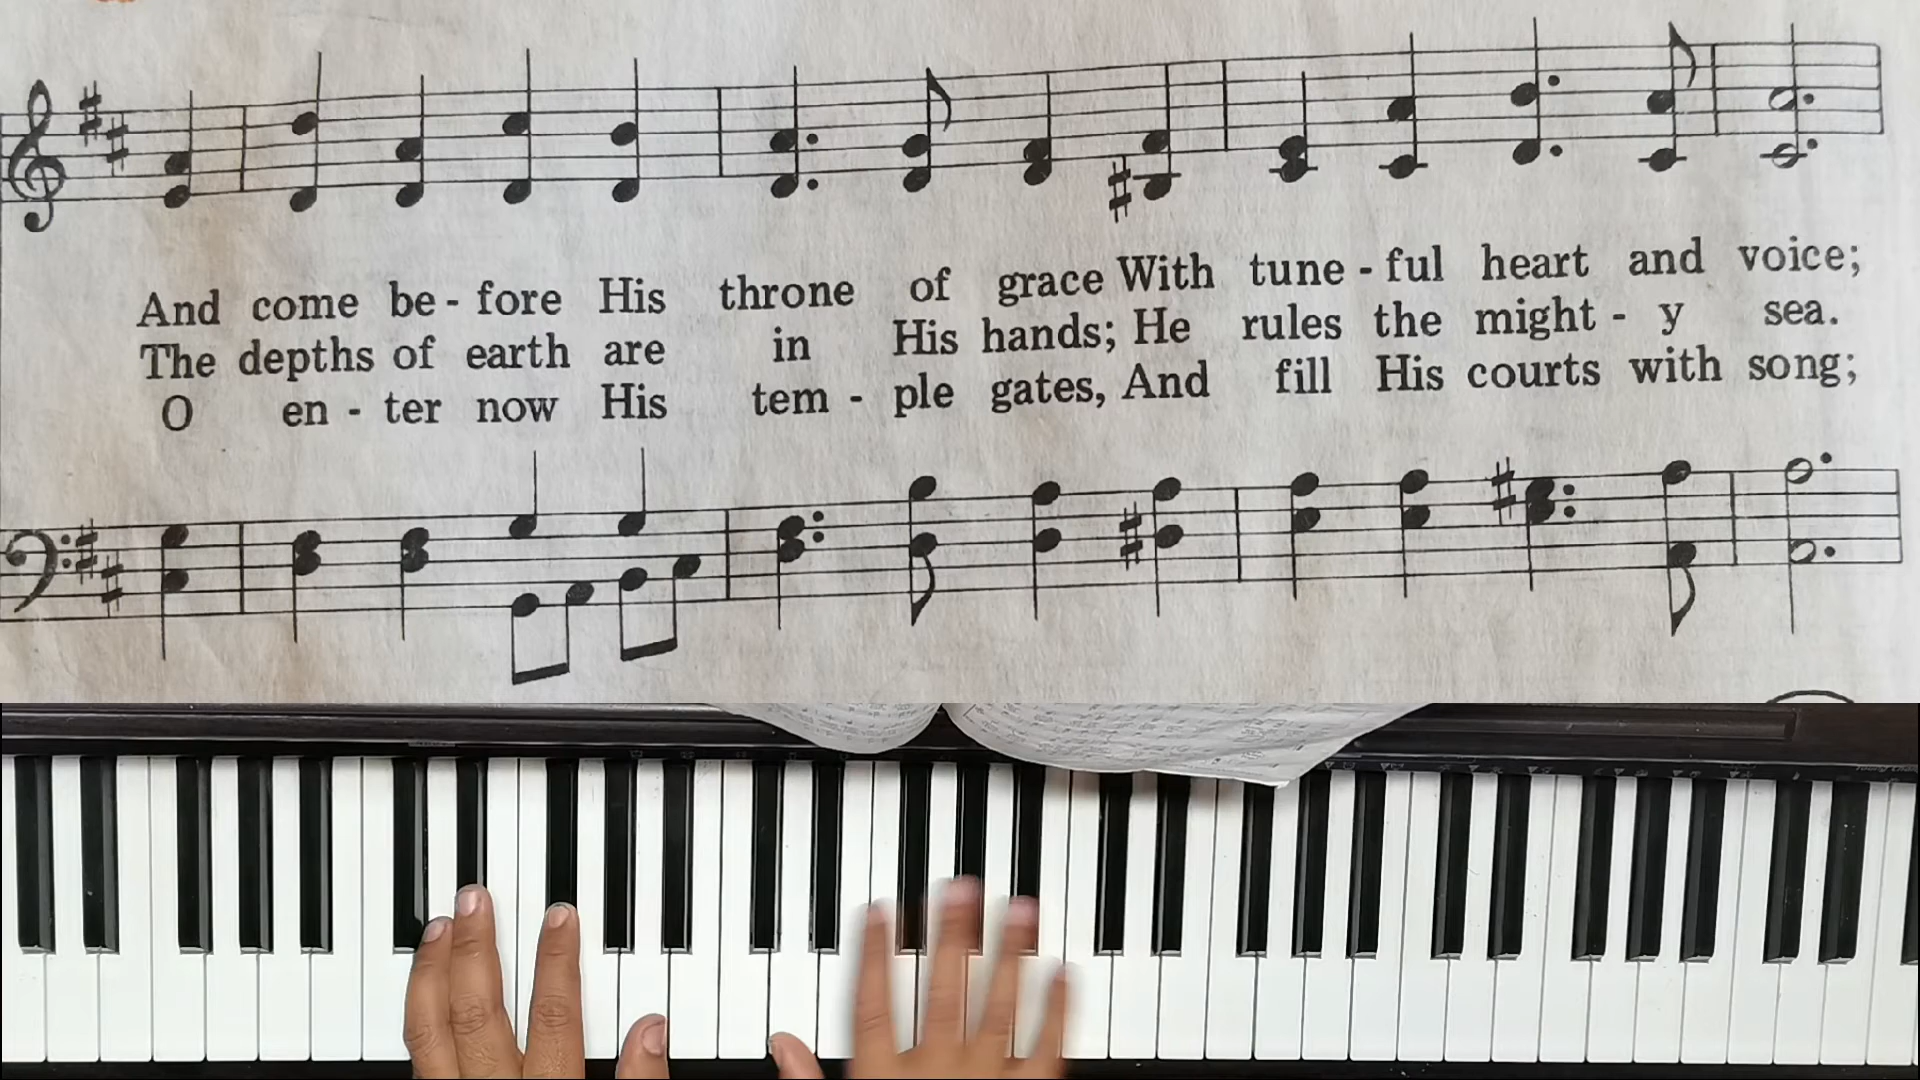 And come be - fore His throne of grace With tune - ful heart and voice;
The depths of earth are in His hands; He rules the might - y sea.
O en - ter now His tem - ple gates, And fill His courts with song;